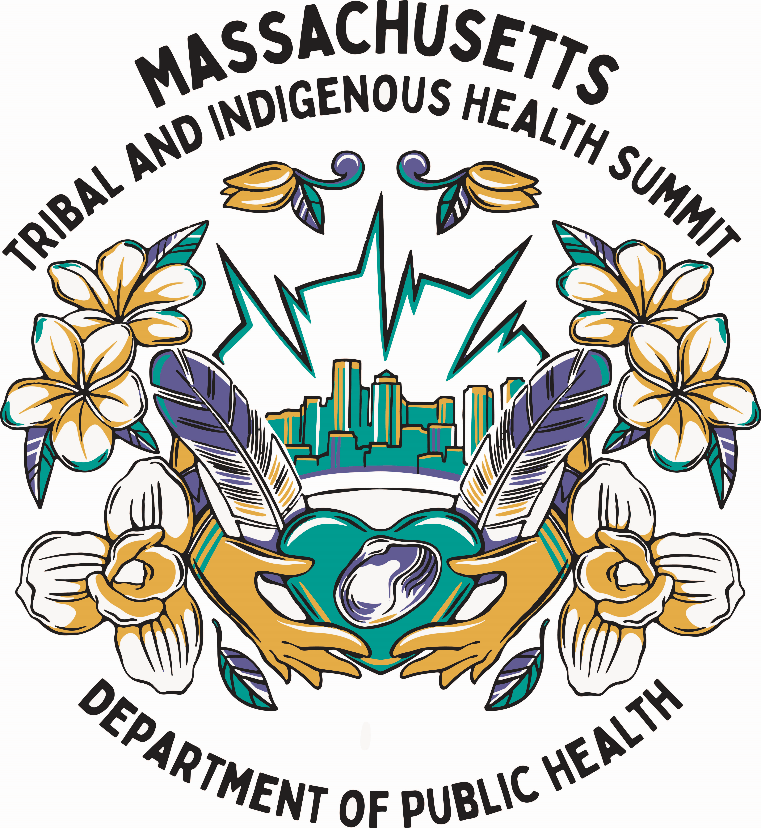 MASSACHUSETTS
TRIBAL AND INDIGENOUS HEALTH SUMMIT
DEPARTMENT OF PUBLIC HEALTH